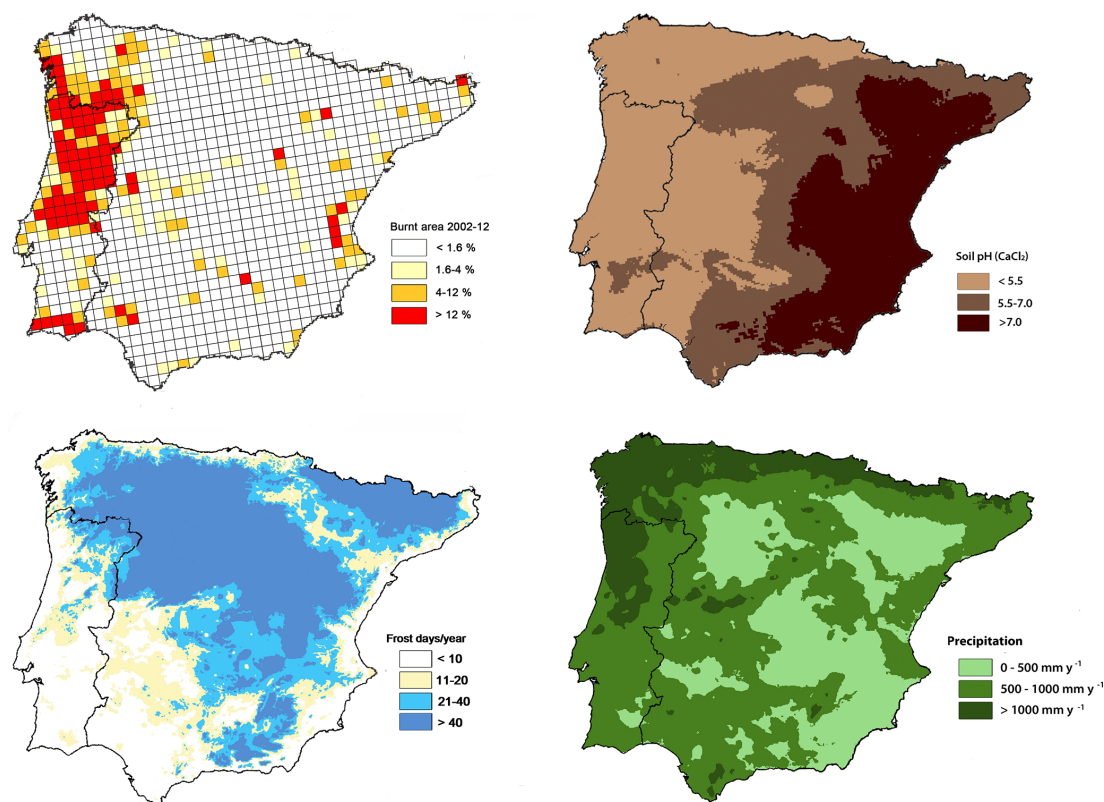 Burnt area 2002-12
< 1.6 %
1.6-4 %
4-12 %
> 12 %
Soil pH (CaCl₂)
< 5.5
5.5-7.0
>7.0
Frost days/year
< 10
11-20
21-40
> 40
Precipitation
0 - 500 mm y ⁻¹
500 - 1000 mm y⁻¹
> 1000 mm y ⁻¹